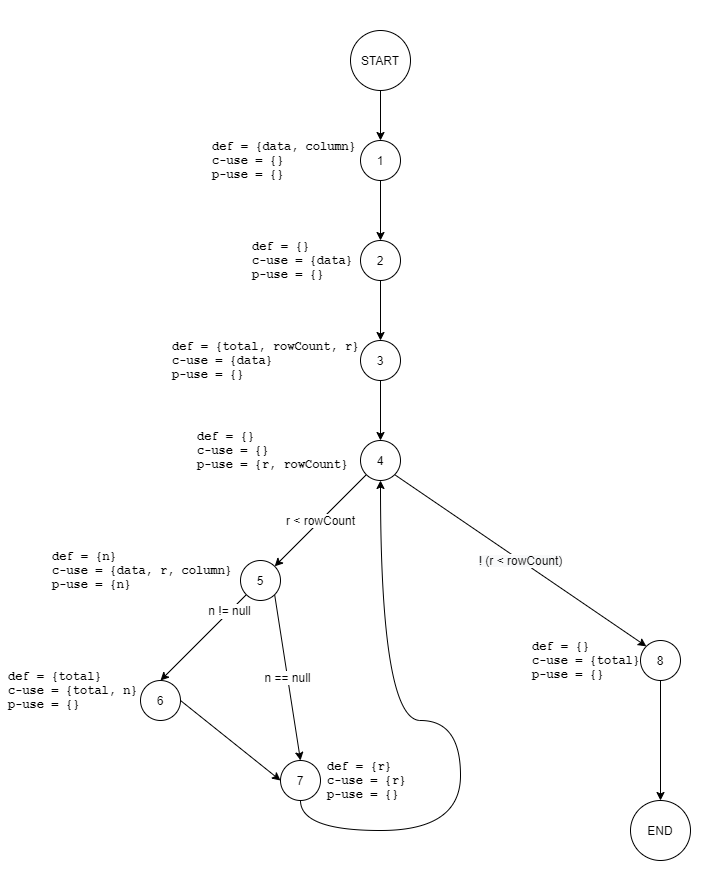 START
def = {data, column}
c-use = {}
p-use = {}
1
def = {}
c-use = {data}
p-use = {}
2
def = {total, rowCount, r}
c-use = {data}
p-use = {}
3
def = {}
c-use = {}
p-use = {r, rowCount}
4
r < rowCount
! (r < rowCount)
def = {n}
c-use = {data, r, column}
p-use = {n}
5
n != null
n == null
def = {}
c-use = {total}
p-use = {}
8
def = {total}
c-use = {total, n}
p-use = {}
6
7
def = {r}
c-use = {r}
p-use = {}
END